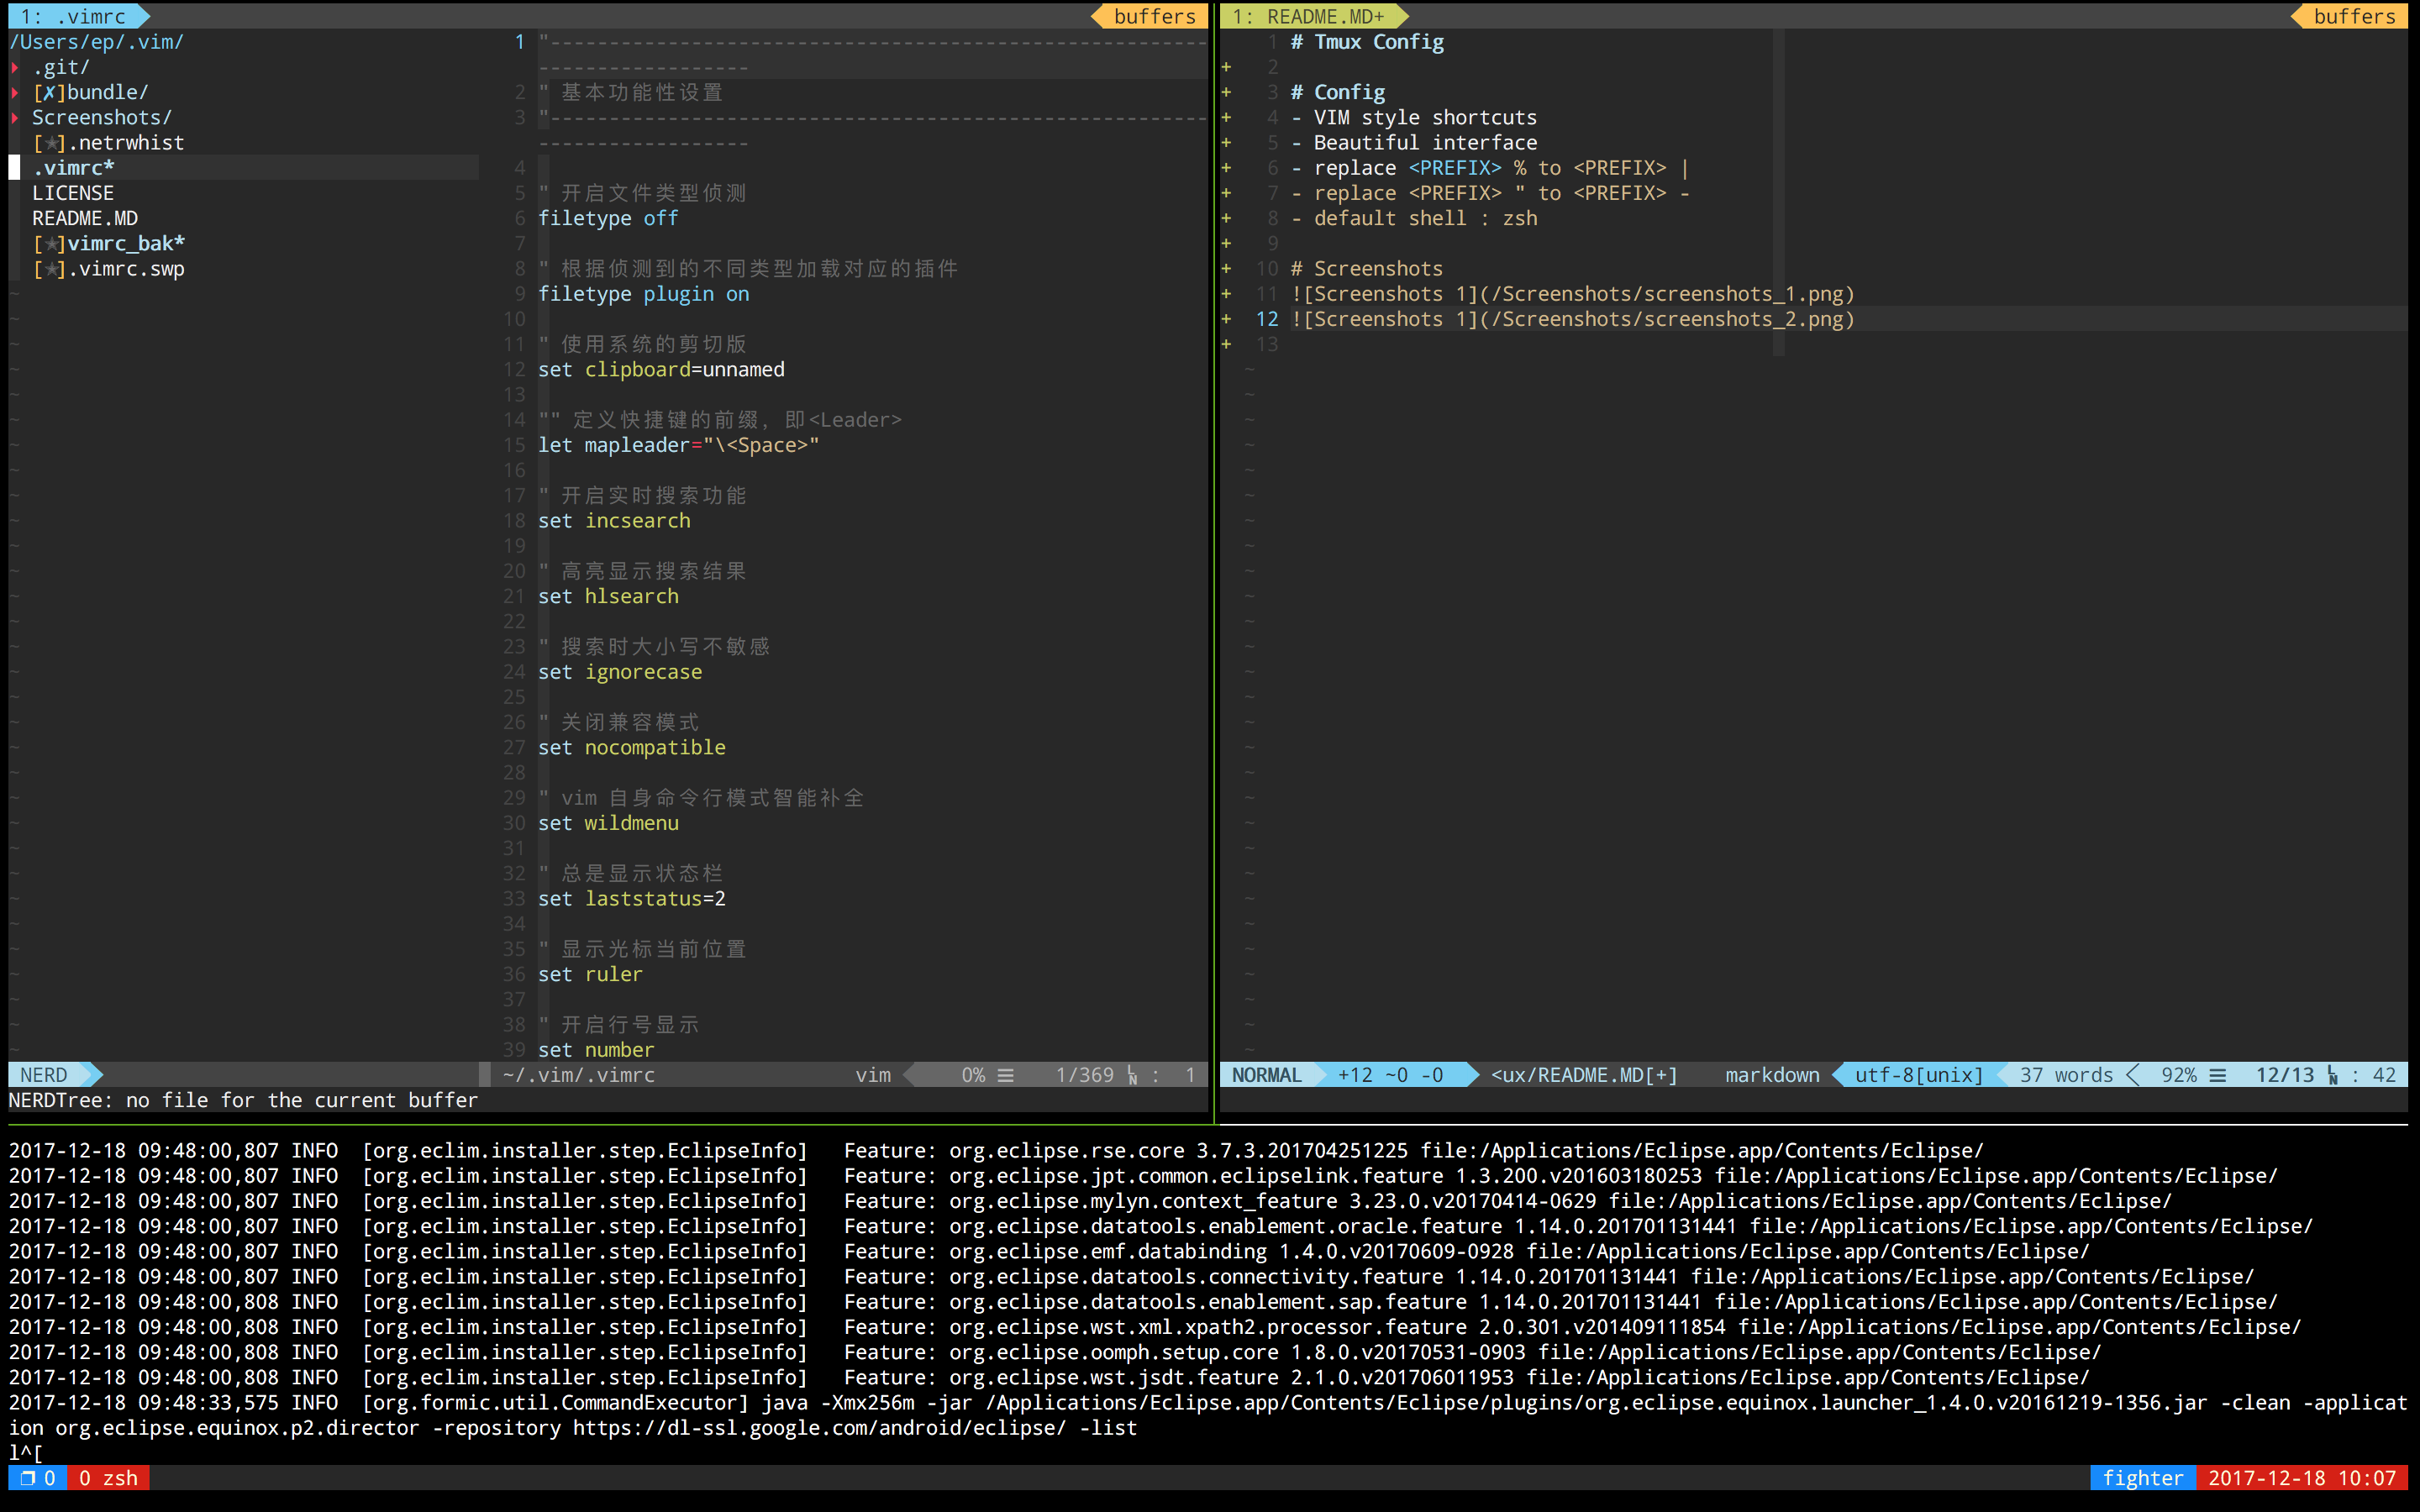 1: .vimrc
buffers
/Users/ep/.vim/
.git/
[✗]bundle/
Screenshots/
[★].netrwhist
.vimrc*
LICENSE
README.MD
[★]vimrc_bak*
[★].vimrc.swp
1 "---------------------------------------------------------
------------------
2 " 基本功能性设置
3 "---------------------------------------------------------
------------------
4
5 " 开启文件类型侦测
6 filetype off
7
8 " 根据侦测到的不同类型加载对应的插件
9 filetype plugin on
10
11 " 使用系统的剪切版
12 set clipboard=unnamed
13
14 "" 定义快捷键的前缀，即<Leader>
15 let mapleader="\<Space>"
16
17 " 开启实时搜索功能
18 set incsearch
19
20 " 高亮显示搜索结果
21 set hlsearch
22
23 " 搜索时大小写不敏感
24 set ignorecase
25
26 " 关闭兼容模式
27 set nocompatible
28
29 " vim 自身命令行模式智能补全
30 set wildmenu
31
32 " 总是显示状态栏
33 set laststatus=2
34
35 " 显示光标当前位置
36 set ruler
37
38 " 开启行号显示
39 set number
NERD
~/.vim/.vimrc vim 0% ☰ 1/369 ␤ : 1
NERDTree: no file for the current buffer
1: README.MD+
buffers
1 # Tmux Config
+ 2
+ 3 # Config
+ 4 - VIM style shortcuts
+ 5 - Beautiful interface
+ 6 - replace <PREFIX> % to <PREFIX> |
+ 7 - replace <PREFIX> " to <PREFIX> -
+ 8 - default shell : zsh
+ 9
+ 10 # Screenshots
+ 11 ![Screenshots 1](/Screenshots/screenshots_1.png)
+ 12 ![Screenshots 1](/Screenshots/screenshots_2.png)
+ 13
NORMAL +12 ~0 -0 <ux/README.MD[+] markdown utf-8[unix] 37 words 92% ☰ 12/13 ␤ : 42
2017-12-18 09:48:00,807 INFO  [org.eclim.installer.step.EclipseInfo]   Feature: org.eclipse.rse.core 3.7.3.201704251225 file:/Applications/Eclipse.app/Contents/Eclipse/
2017-12-18 09:48:00,807 INFO  [org.eclim.installer.step.EclipseInfo]   Feature: org.eclipse.jpt.common.eclipselink.feature 1.3.200.v201603180253 file:/Applications/Eclipse.app/Contents/Eclipse/
2017-12-18 09:48:00,807 INFO  [org.eclim.installer.step.EclipseInfo]   Feature: org.eclipse.mylyn.context_feature 3.23.0.v20170414-0629 file:/Applications/Eclipse.app/Contents/Eclipse/
2017-12-18 09:48:00,807 INFO  [org.eclim.installer.step.EclipseInfo]   Feature: org.eclipse.datatools.enablement.oracle.feature 1.14.0.201701131441 file:/Applications/Eclipse.app/Contents/Eclipse/
2017-12-18 09:48:00,807 INFO  [org.eclim.installer.step.EclipseInfo]   Feature: org.eclipse.emf.databinding 1.4.0.v20170609-0928 file:/Applications/Eclipse.app/Contents/Eclipse/
2017-12-18 09:48:00,807 INFO  [org.eclim.installer.step.EclipseInfo]   Feature: org.eclipse.datatools.connectivity.feature 1.14.0.201701131441 file:/Applications/Eclipse.app/Contents/Eclipse/
2017-12-18 09:48:00,808 INFO  [org.eclim.installer.step.EclipseInfo]   Feature: org.eclipse.datatools.enablement.sap.feature 1.14.0.201701131441 file:/Applications/Eclipse.app/Contents/Eclipse/
2017-12-18 09:48:00,808 INFO  [org.eclim.installer.step.EclipseInfo]   Feature: org.eclipse.wst.xml.xpath2.processor.feature 2.0.301.v201409111854 file:/Applications/Eclipse.app/Contents/Eclipse/
2017-12-18 09:48:00,808 INFO  [org.eclim.installer.step.EclipseInfo]   Feature: org.eclipse.oomph.setup.core 1.8.0.v20170531-0903 file:/Applications/Eclipse.app/Contents/Eclipse/
2017-12-18 09:48:00,808 INFO  [org.eclim.installer.step.EclipseInfo]   Feature: org.eclipse.wst.jsdt.feature 2.1.0.v201706011953 file:/Applications/Eclipse.app/Contents/Eclipse/
2017-12-18 09:48:33,575 INFO  [org.formic.util.CommandExecutor] java -Xmx256m -jar /Applications/Eclipse.app/Contents/Eclipse/plugins/org.eclipse.equinox.launcher_1.4.0.v20161219-1356.jar -clean -applicat
ion org.eclipse.equinox.p2.director -repository https://dl-ssl.google.com/android/eclipse/ -list
l^[
❐ 0 0 zsh
fighter 2017-12-18 10:07